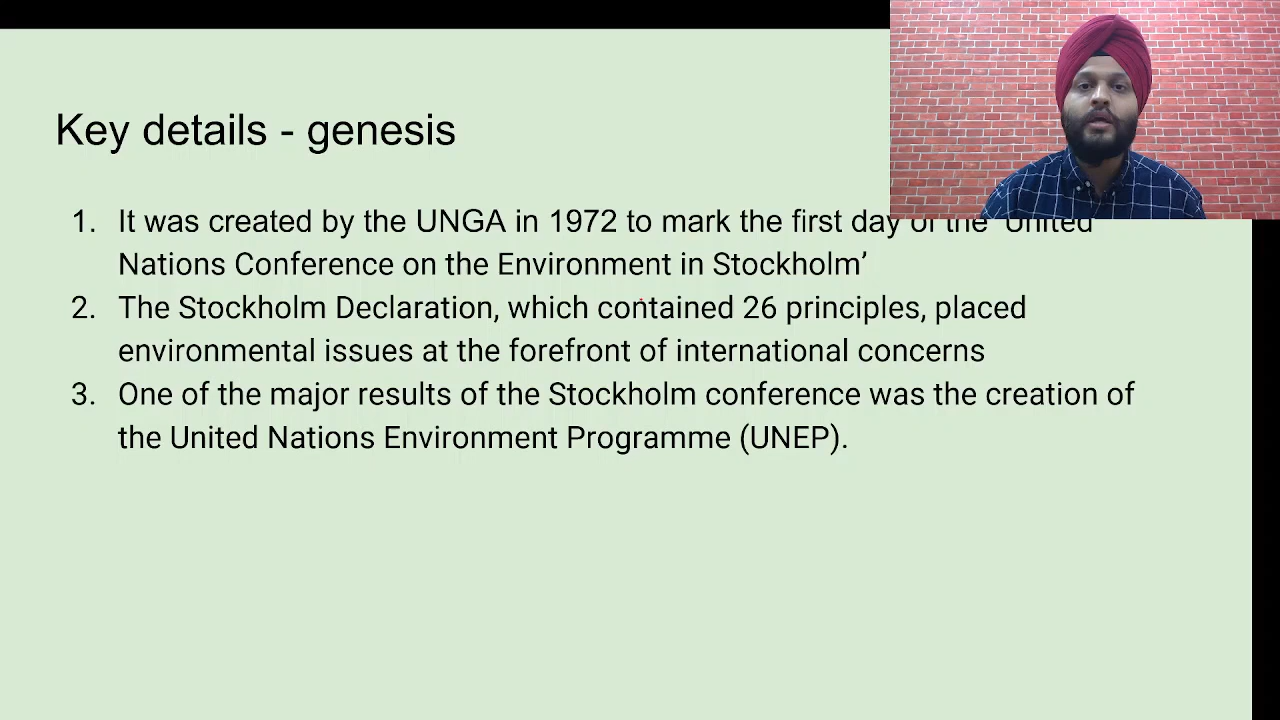 Key details - genesis
1. It was created by the UNGA in 1972 to mark the first day of the ‘United
Nations Conference on the Environment in Stockholm’
2. The Stockholm Declaration, which contained 26 principles, placed
environmental issues at the forefront of international concerns
3. One of the major results of the Stockholm conference was the creation of
the United Nations Environment Programme (UNEP).